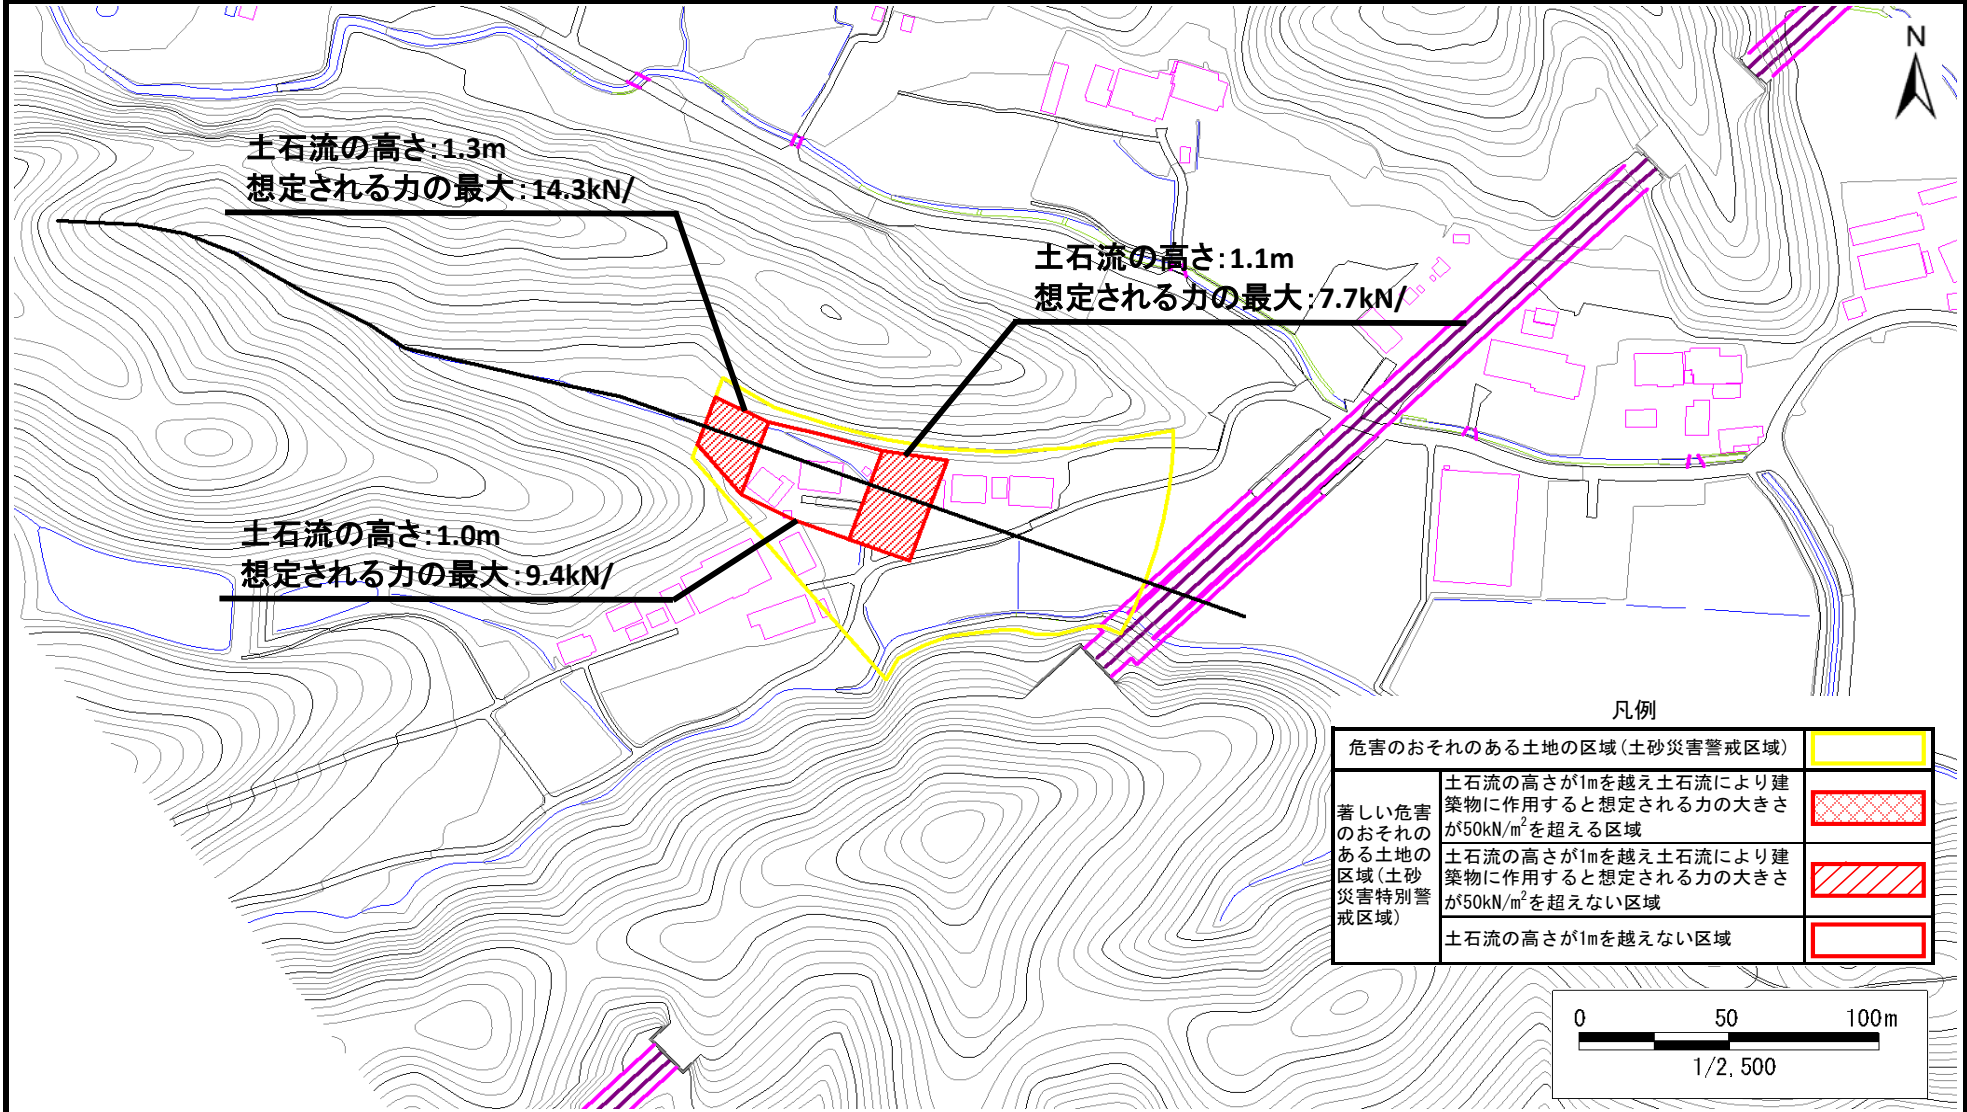 N
土石流の高さ:1.3m
想定される力の最大:14.3kN/
土石流の高さ:1.1m
想定される力の最大:7.7kN/
土石流の高さ:1.0m
想定される力の最大:9.4kN/
凡例
危害のおそれのある土地の区域(土砂災害警戒区域)
著しい危害
のおそれの
ある土地の
区域(土砂
災害特別警
戒区域)
土石流の高さが1mを越え土石流により建
築物に作用すると想定される力の大きさ
が50kN/m²を超える区域
土石流の高さが1mを越え土石流により建
築物に作用すると想定される力の大きさ
が50kN/m²を超えない区域
土石流の高さが1mを越えない区域
0 50 100m
1/2,500